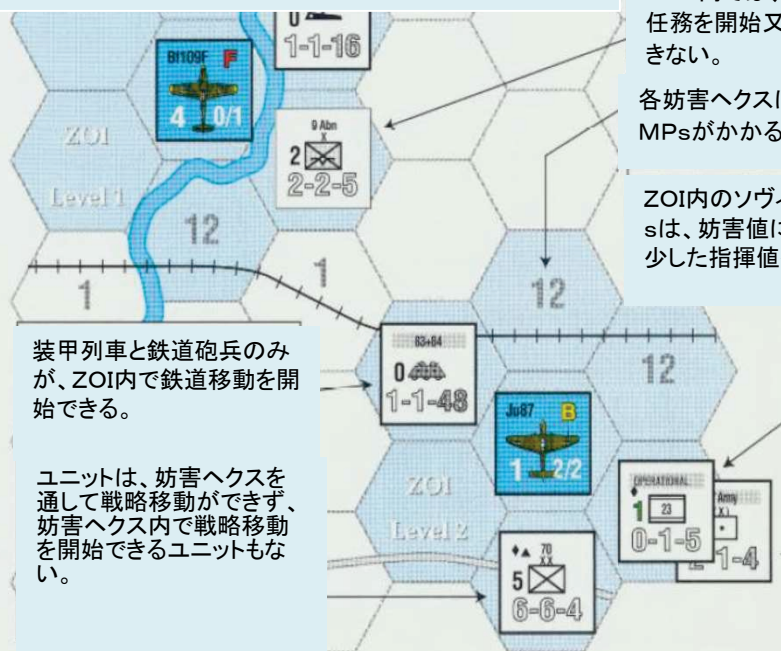 任務を開始又
きない。
各妨害ヘクスに
MPsがかかる
ZOI内のソヴィ
sは、妨害値に
少した指揮値
1-1-16
Bf109F F
4 0/1
9 Abn
X
2
2-2-5
ZOI
Level 1
12
1
1
12
12
83+84
0
1-1-48
装甲列車と鉄道砲兵のみ
が、ZOI内で鉄道移動を開
始できる。
Ju87 B
1 2/2
ZOI
Level 2
OPERATIONAL
1 23
0-1-5
Army
1-4
ユニットは、妨害ヘクスを
通して戦略移動ができず、
妨害ヘクス内で戦略移動
を開始できるユニットもな
い。
70
XX
5
6-6-4